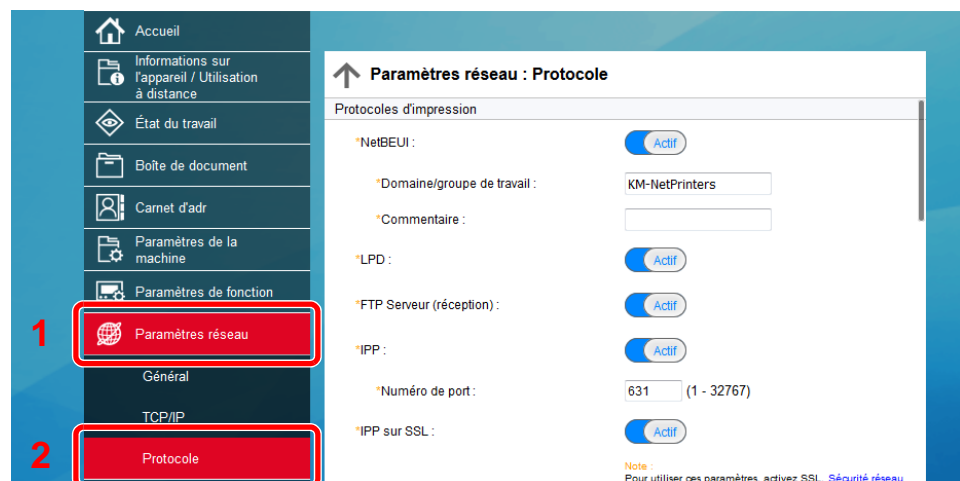 Accueil
Informations sur
l'appareil / Utilisation
à distance
État du travail
Boîte de document
Carnet d'adr
Paramètres de la
machine
Paramètres de fonction
1
Paramètres réseau
Général
TCP/IP
2
Protocole
Paramètres réseau : Protocole
Protocoles d'impression
*NetBEUI : Actif
*Domaine/groupe de travail : KM-NetPrinters
*Commentaire :
*LPD : Actif
*FTP Serveur (réception) : Actif
*IPP : Actif
*Numéro de port : 631 (1 - 32767)
*IPP sur SSL : Actif
Note :
Pour utiliser ces paramètres, activez SSL. Sécurité réseau